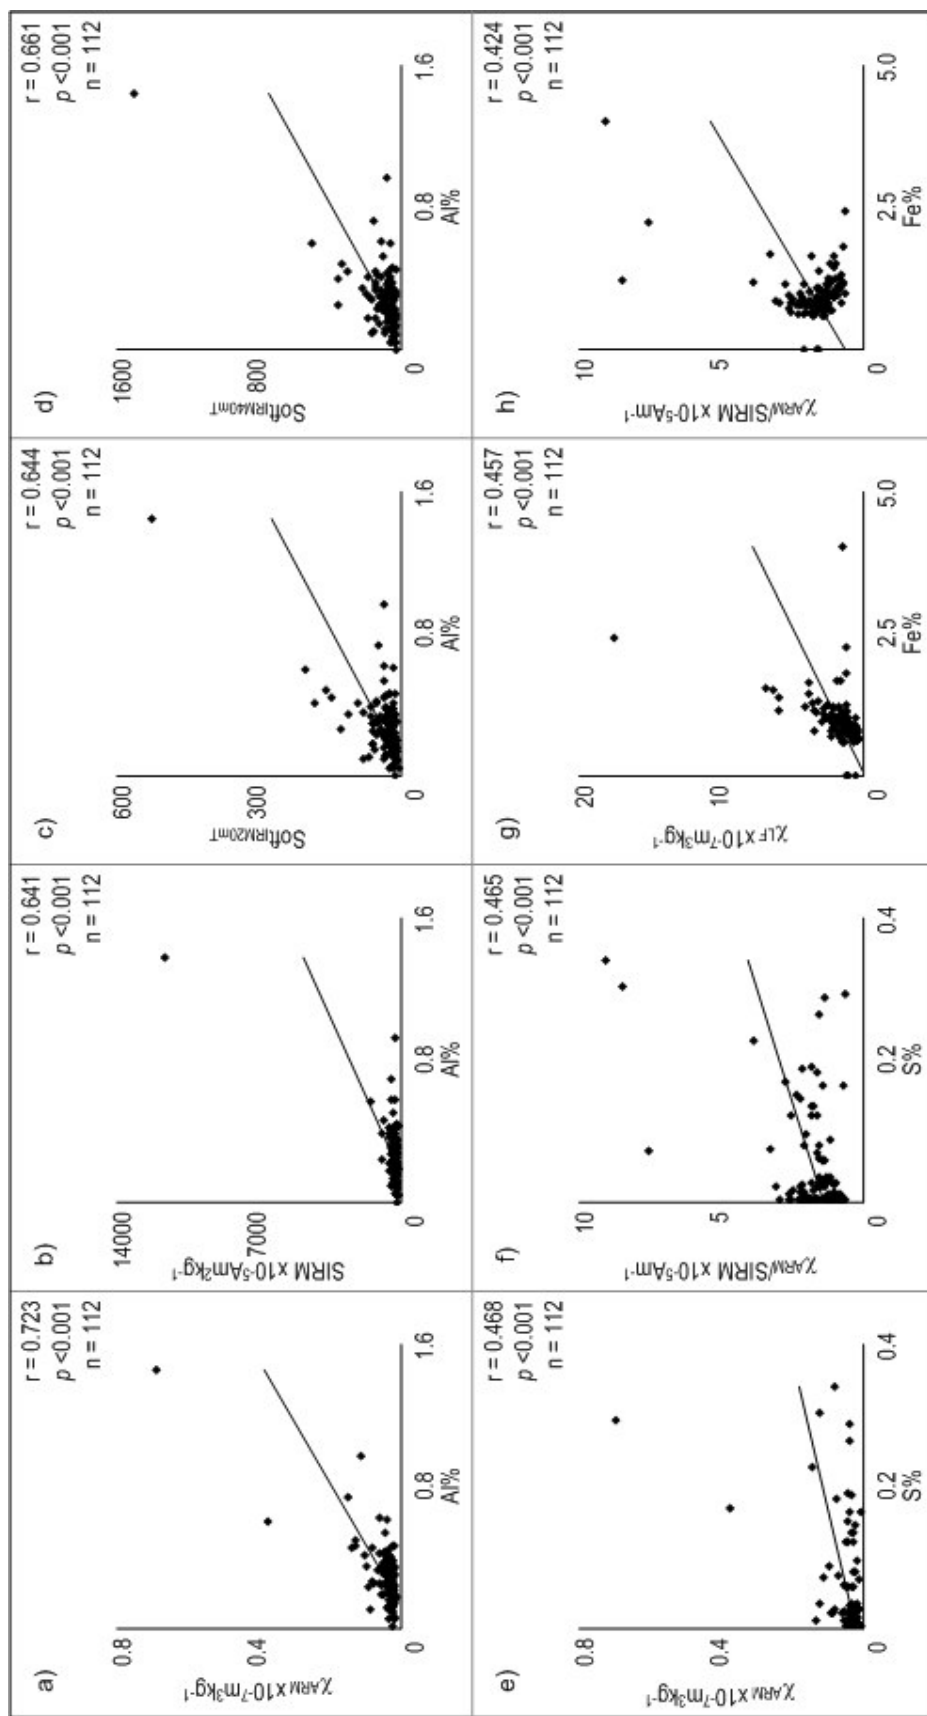 a)
r = 0.723
p <0.001
n = 112
0.8
0.4
0
χARM x10-7m3kg-1
0.8
1.6
Al%
b)
r = 0.641
p <0.001
n = 112
14000
7000
0
SIRM x10-5Am2kg-1
0.8
1.6
Al%
c)
r = 0.644
p <0.001
n = 112
600
300
0
SoftIRM20mT
0.8
1.6
Al%
d)
r = 0.661
p <0.001
n = 112
1600
800
0
SoftIRM40mT
0.8
1.6
Al%
e)
r = 0.468
p <0.001
n = 112
0.8
0.4
0
χARM x10-7m3kg-1
0.2
0.4
S%
f)
r = 0.465
p <0.001
n = 112
10
5
0
χARM/SIRM x10-5Am-1
0.2
0.4
S%
g)
r = 0.457
p <0.001
n = 112
20
10
0
χLF x10-7m3kg-1
2.5
5.0
Fe%
h)
r = 0.424
p <0.001
n = 112
10
5
0
χARM/SIRM x10-5Am-1
2.5
5.0
Fe%